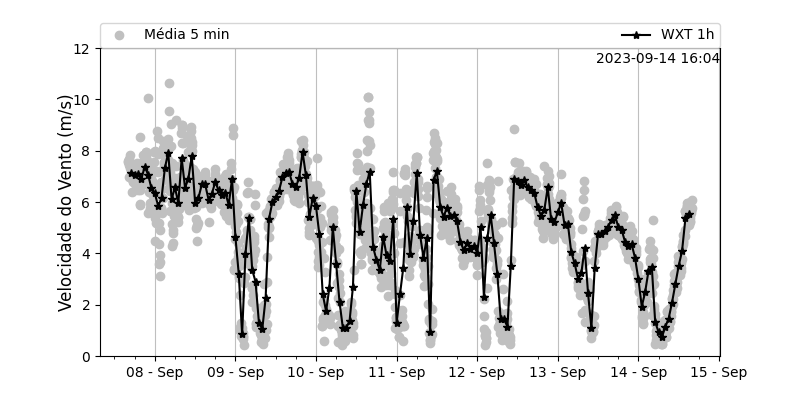 Média 5 min
WXT 1h
2023-09-14 16:04
Velocidade do Vento (m/s)
12
10
8
6
4
2
0
08 - Sep
09 - Sep
10 - Sep
11 - Sep
12 - Sep
13 - Sep
14 - Sep
15 - Sep